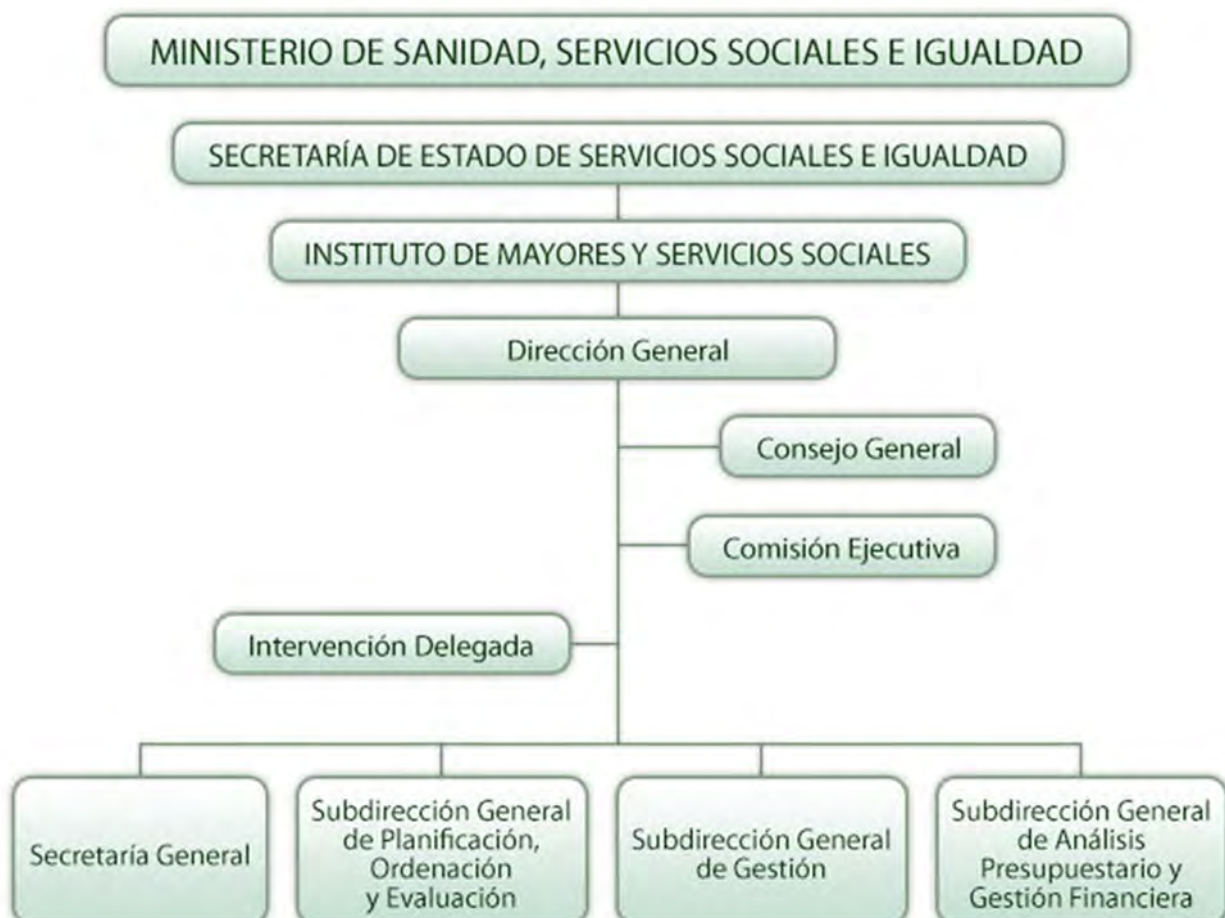 MINISTERIO DE SANIDAD, SERVICIOS SOCIALES E IGUALDAD
SECRETARÍA DE ESTADO DE SERVICIOS SOCIALES E IGUALDAD
INSTITUTO DE MAYORES Y SERVICIOS SOCIALES
Dirección General
Consejo General
Comisión Ejecutiva
Intervención Delegada
Secretaría General
Subdirección General
de Planificación,
Ordenación
y Evaluación
Subdirección General
de Gestión
Subdirección General
de Análisis
Presupuestario y
Gestión Financiera